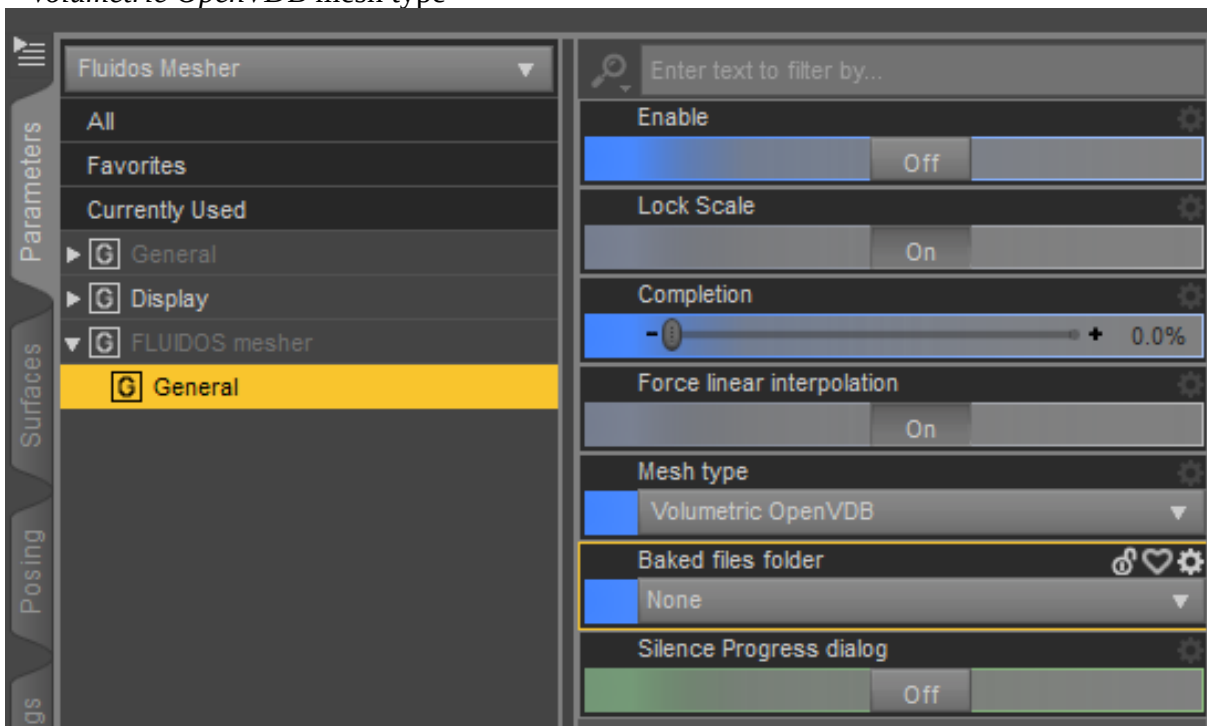 Volumetric OpenVDB mesh type
Fluidos Mesher
All
Favorites
Currently Used
G General
G Display
G FLUIDOS mesher
G General
Parameters
Surfaces
Posing
Enter text to filter by...
Enable
Off
Lock Scale
On
Completion
- + 0.0%
Force linear interpolation
On
Mesh type
Volumetric OpenVDB
Baked files folder
None
Silence Progress dialog
Off